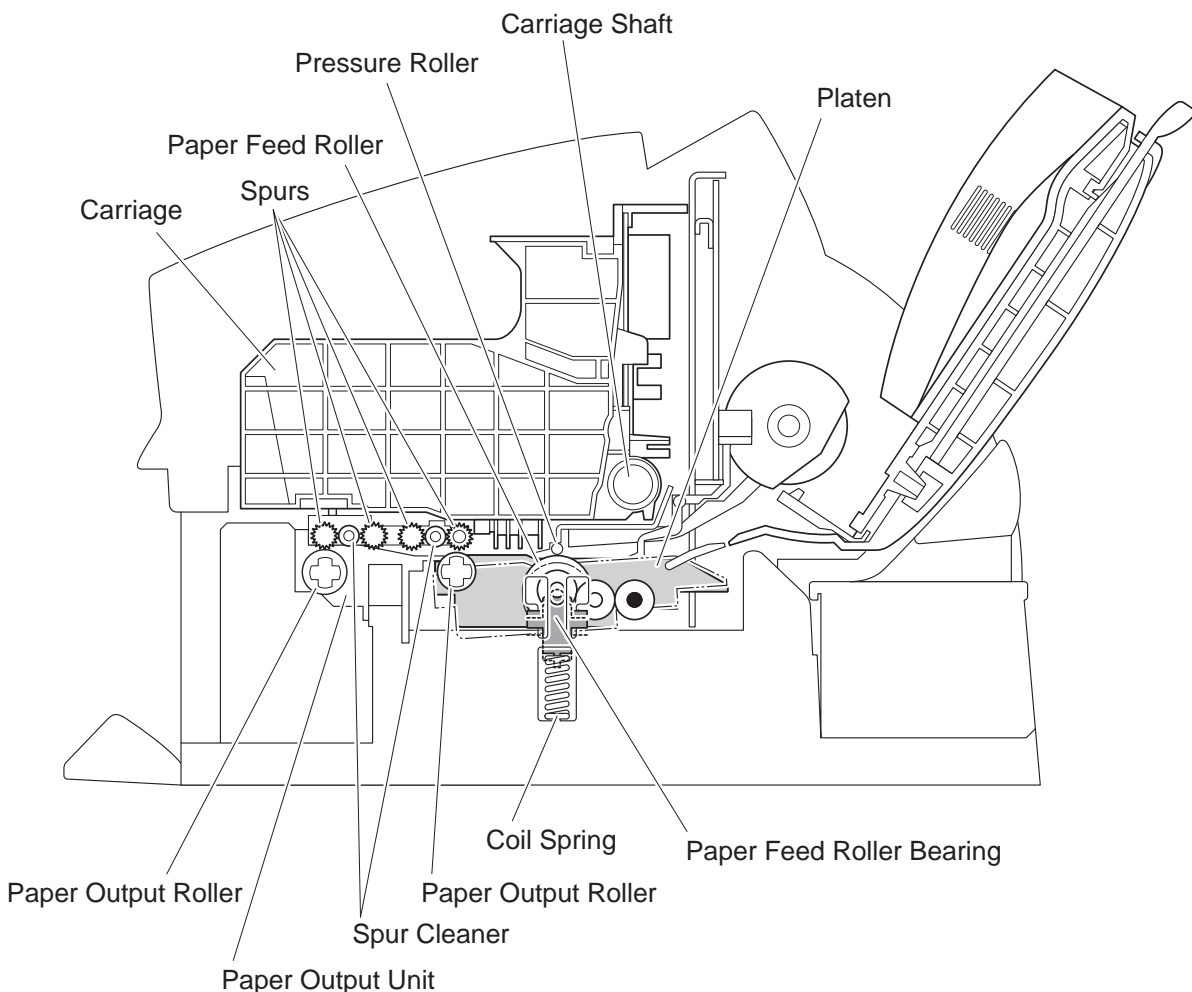 Carriage Shaft
Pressure Roller
Platen
Paper Feed Roller
Spurs
Carriage
Coil Spring
Paper Feed Roller Bearing
Paper Output Roller
Paper Output Roller
Spur Cleaner
Paper Output Unit